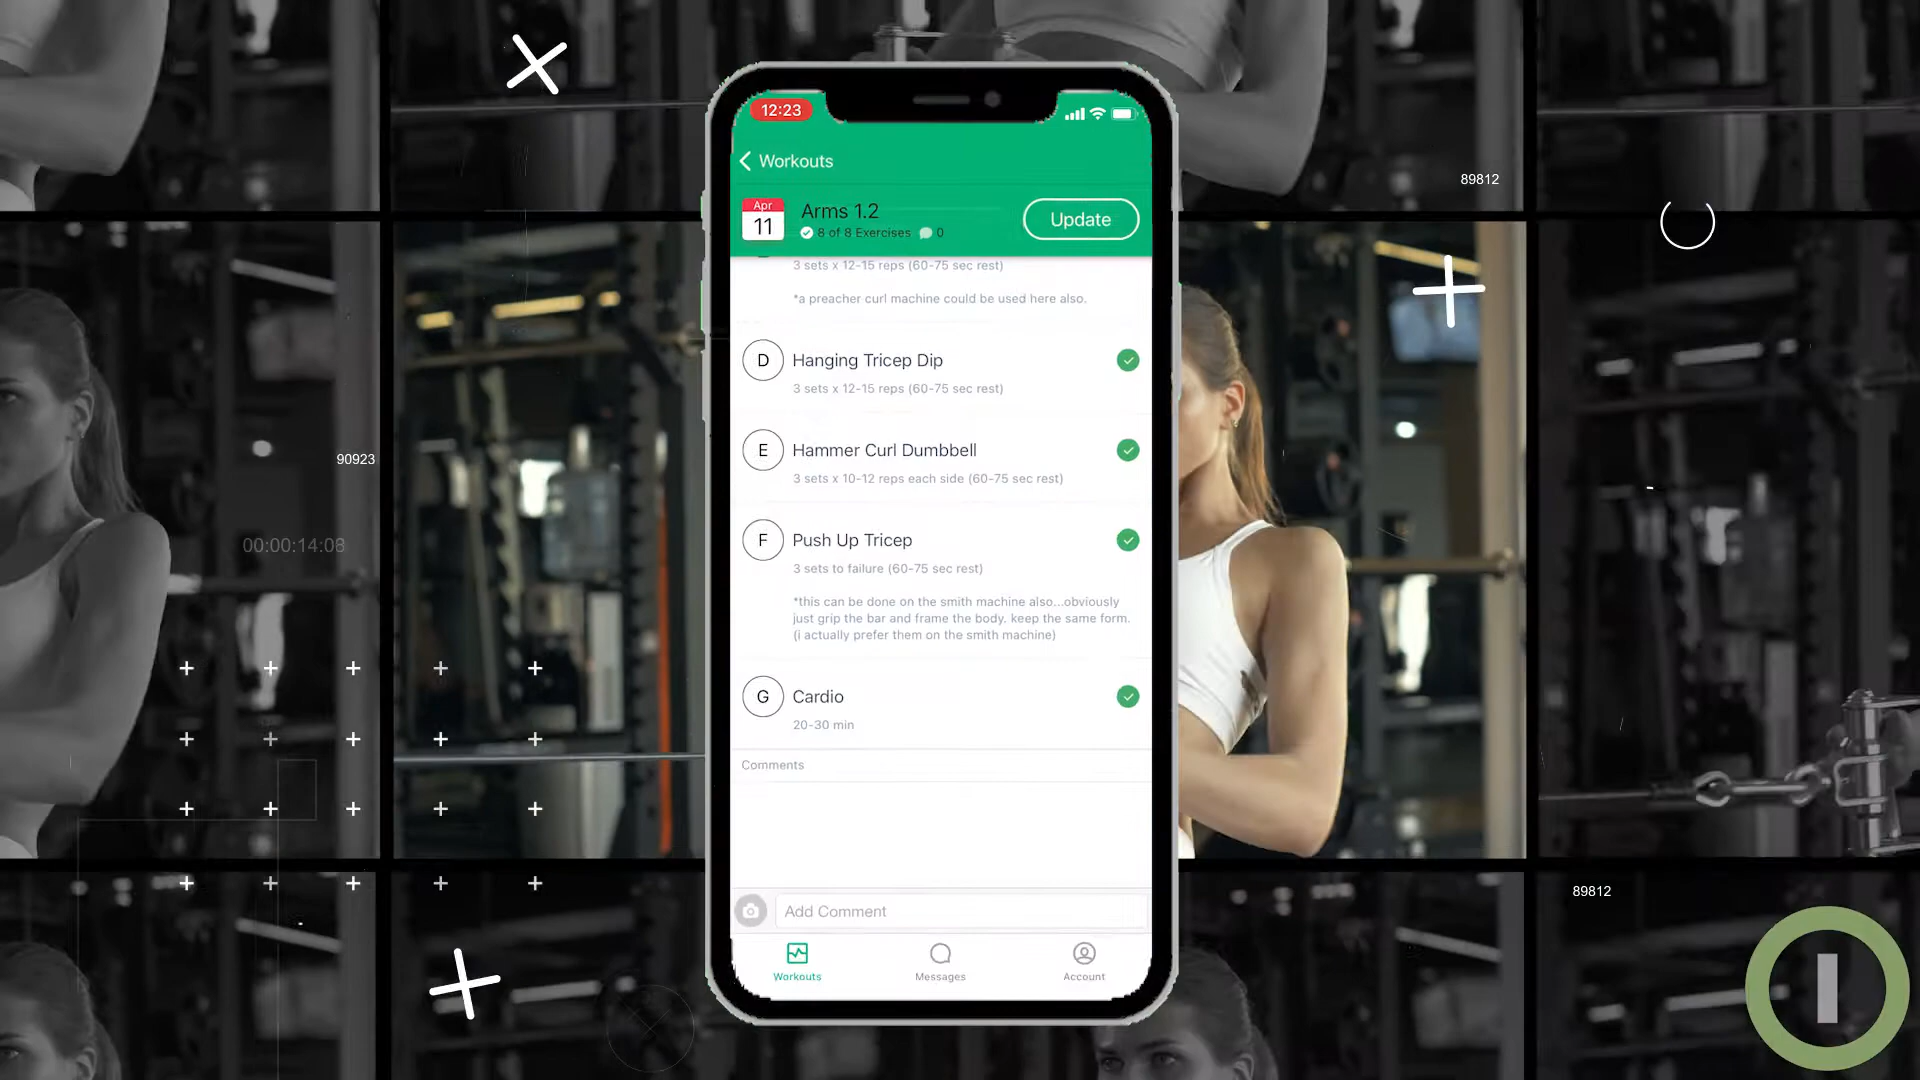 12:23
Workouts
Apr
11
Arms 1.2
8 of 8 Exercises 0
Update
3 sets x 12-15 reps (60-75 sec rest)
*a preacher curl machine could be used here also.
D
Hanging Tricep Dip
3 sets x 12-15 reps (60-75 sec rest)
E
Hammer Curl Dumbbell
3 sets x 10-12 reps each side (60-75 sec rest)
F
Push Up Tricep
3 sets to failure (60-75 sec rest)
*this can be done on the smith machine also...obviously
just grip the bar and frame the body. keep the same form.
(i actually prefer them on the smith machine)
G
Cardio
20-30 min
Comments
Add Comment
Workouts
Messages
Account
89812
90923
00:00:14:08
89812